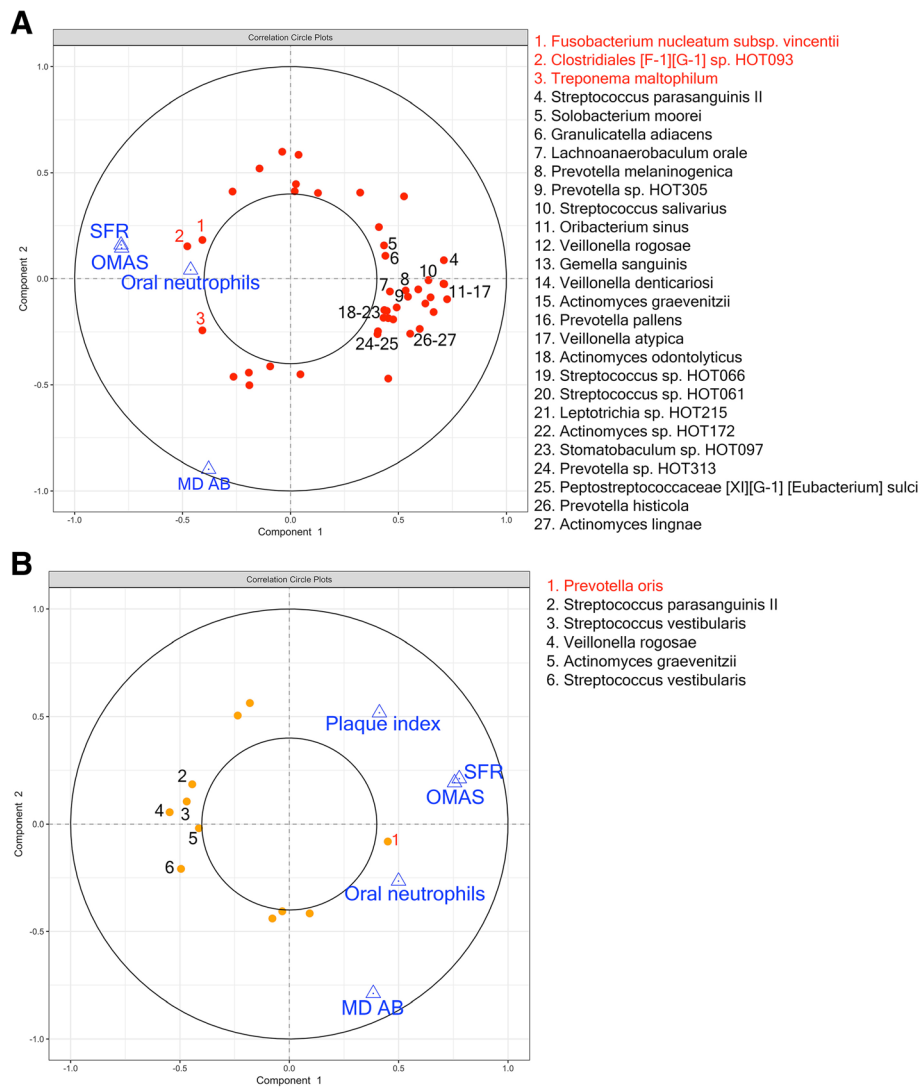 A
Correlation Circle Plots
1.0
0.5
0.0
-0.5
-1.0
Component 2
SFR
OMAS
Oral neutrophils
MD AB
2
1
3
5
6
4
10
7
8
9
11-17
18-23
24-25
26-27
-1.0
-0.5
0.0
0.5
1.0
Component 1
1. Fusobacterium nucleatum subsp. vincentii
2. Clostridiales [F-1][G-1] sp. HOT093
3. Treponema maltophilum
4. Streptococcus parasanguinis II
5. Solobacterium moorei
6. Granulicatella adiacens
7. Lachnoanaerobaculum orale
8. Prevotella melaninogenica
9. Prevotella sp. HOT305
10. Streptococcus salivarius
11. Oribacterium sinus
12. Veillonella rogosae
13. Gemella sanguinis
14. Veillonella denticariosi
15. Actinomyces graevenitzii
16. Prevotella pallens
17. Veillonella atypica
18. Actinomyces odontolyticus
19. Streptococcus sp. HOT066
20. Streptococcus sp. HOT061
21. Leptotrichia sp. HOT215
22. Actinomyces sp. HOT172
23. Stomatobaculum sp. HOT097
24. Prevotella sp. HOT313
25. Peptostreptococcaceae [XI][G-1] [Eubacterium] sulci
26. Prevotella histicola
27. Actinomyces lingnae
B
Correlation Circle Plots
1.0
0.5
0.0
-0.5
-1.0
Component 2
Plaque index
SFR
OMAS
Oral neutrophils
MD AB
2
4
3
5
6
1
-1.0
-0.5
0.0
0.5
1.0
Component 1
1. Prevotella oris
2. Streptococcus parasanguinis II
3. Streptococcus vestibularis
4. Veillonella rogosae
5. Actinomyces graevenitzii
6. Streptococcus vestibularis